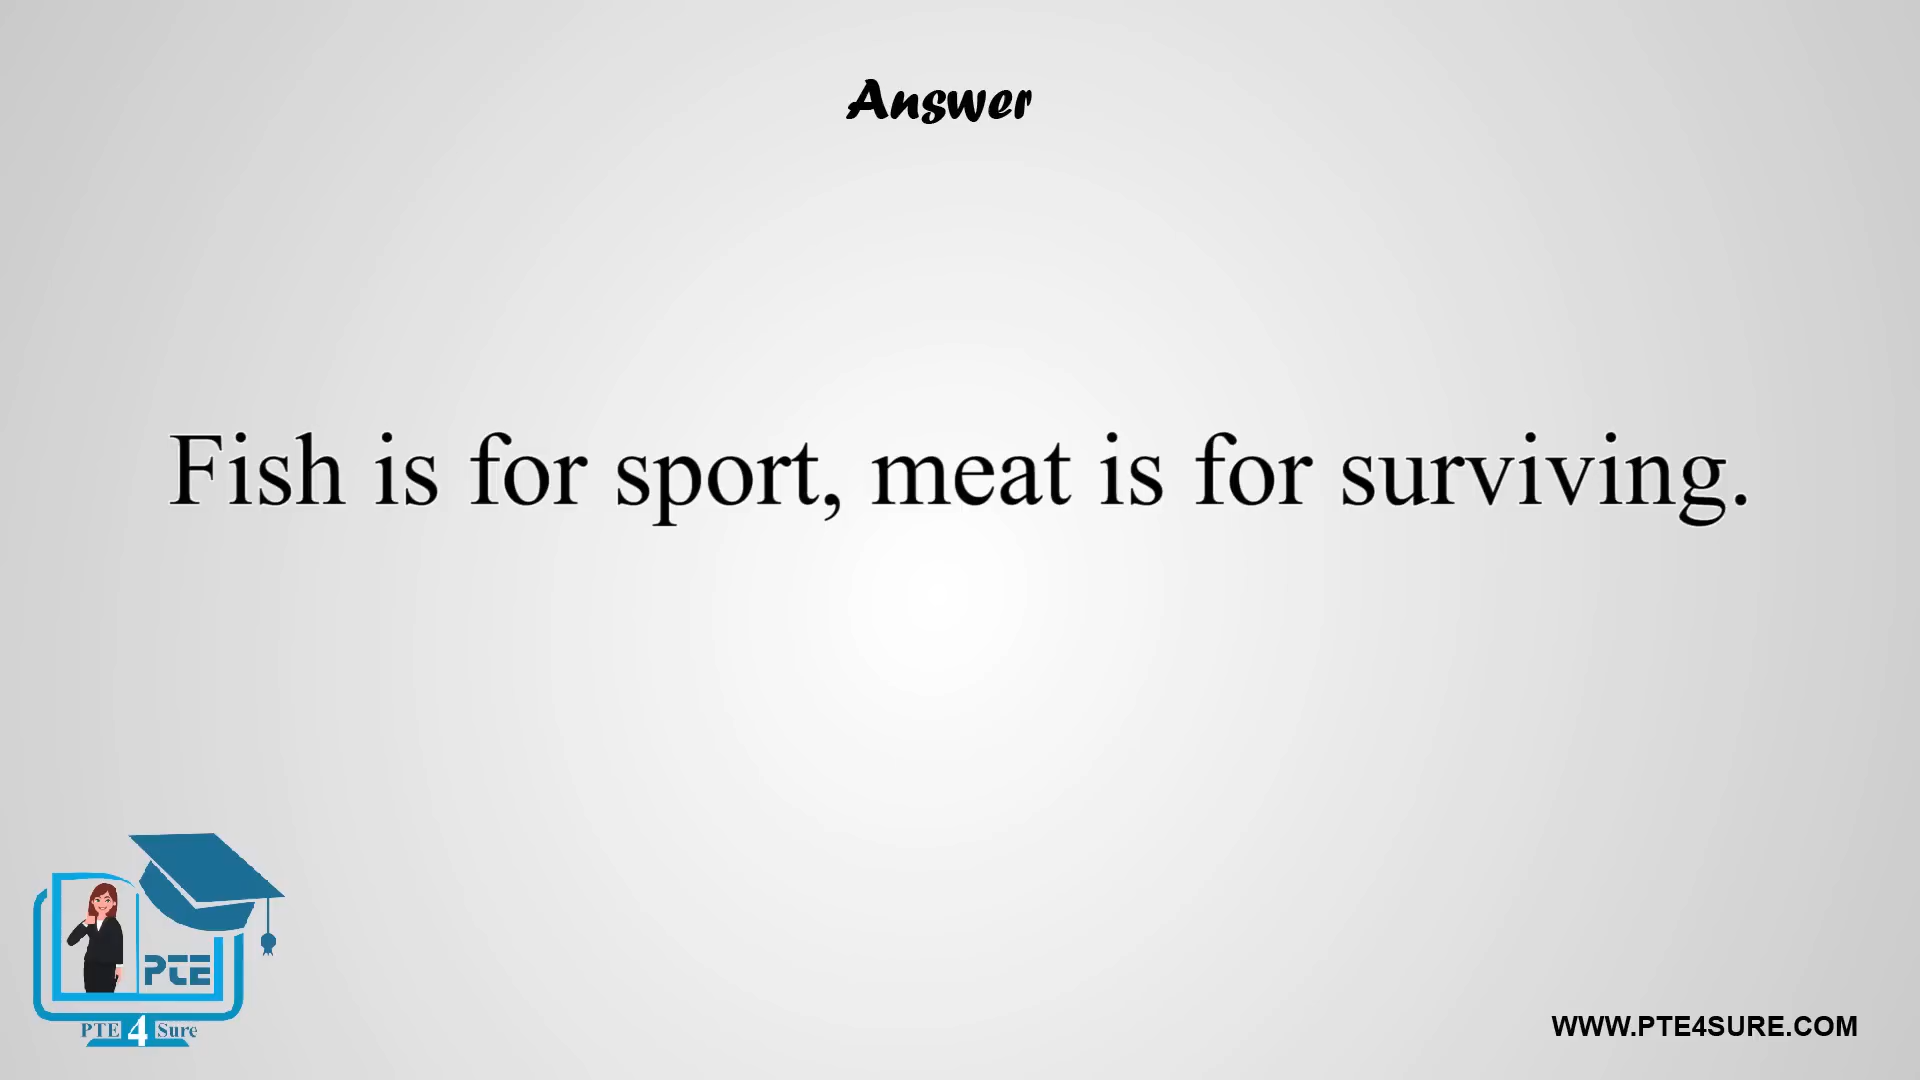 Answer
Fish is for sport, meat is for surviving.
PTE
PTE 4 Sure
WWW.PTE4SURE.COM